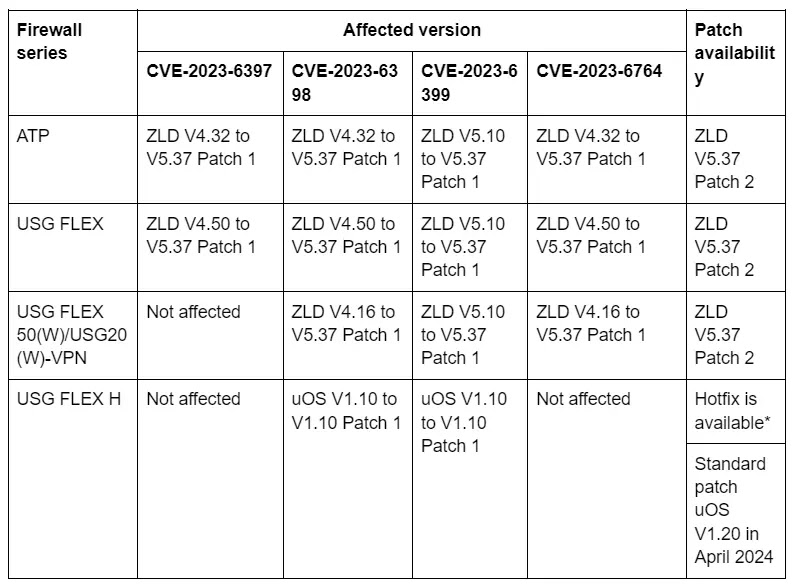 Firewall
series
Affected version
Patch
availabilit
y
CVE-2023-6397
CVE-2023-63
98
CVE-2023-6
399
CVE-2023-6764
ATP
ZLD V4.32 to
V5.37 Patch 1
ZLD V4.32 to
V5.37 Patch 1
ZLD V5.10
to V5.37
Patch 1
ZLD V4.32 to
V5.37 Patch 1
ZLD
V5.37
Patch 2
USG FLEX
ZLD V4.50 to
V5.37 Patch 1
ZLD V4.50 to
V5.37 Patch 1
ZLD V5.10
to V5.37
Patch 1
ZLD V4.50 to
V5.37 Patch 1
ZLD
V5.37
Patch 2
USG FLEX
50(W)/USG20
(W)-VPN
Not affected
ZLD V4.16 to
V5.37 Patch 1
ZLD V5.10
to V5.37
Patch 1
ZLD V4.16 to
V5.37 Patch 1
ZLD
V5.37
Patch 2
USG FLEX H
Not affected
uOS V1.10 to
V1.10 Patch 1
uOS V1.10
to V1.10
Patch 1
Not affected
Hotfix is
available*
Standard
patch
uOS
V1.20 in
April 2024